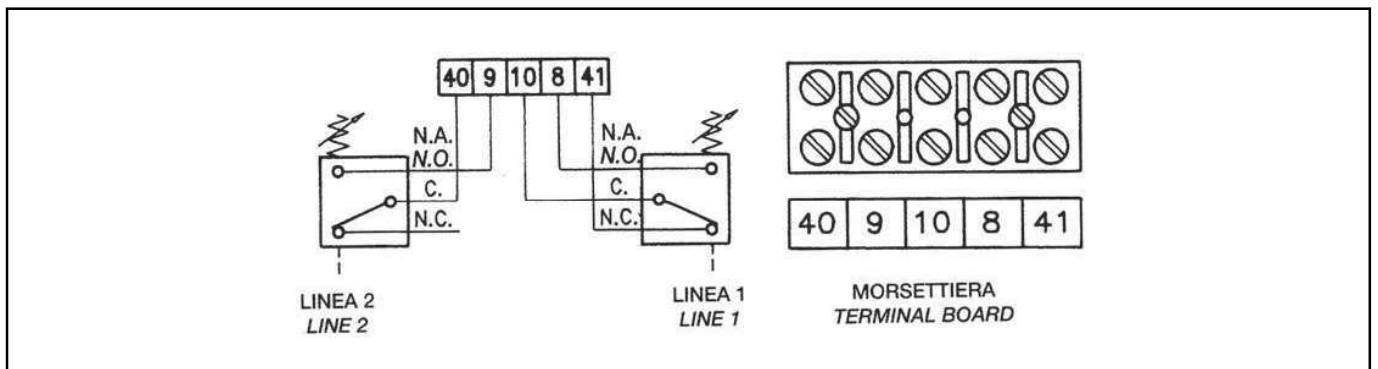 40 9 10 8 41
N.A.
N.O.
C.
N.C.
LINEA 2
LINE 2
N.A.
N.O.
C.
N.C.
LINEA 1
LINE 1
40 9 10 8 41
MORSETTIERA
TERMINAL BOARD